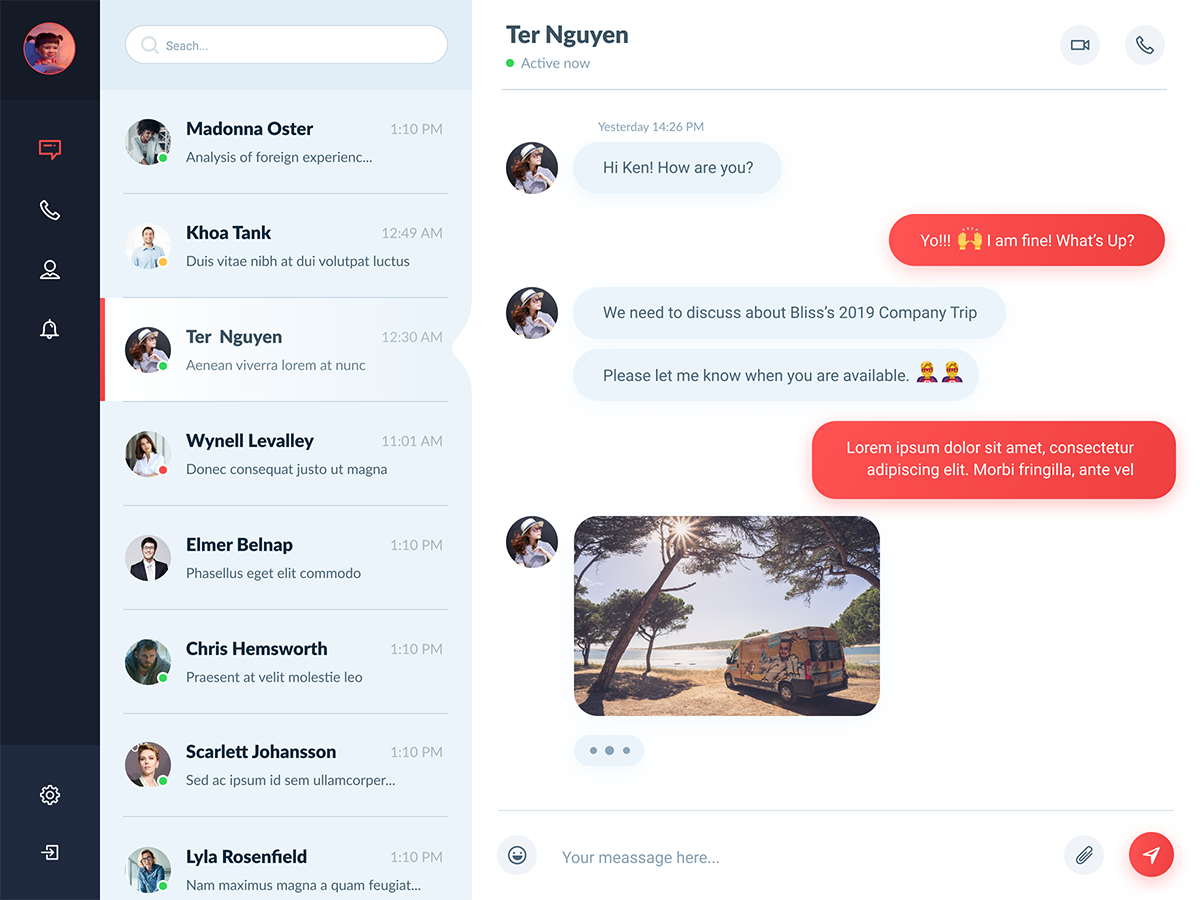 Seach...
Madonna Oster 1:10 PM
Analysis of foreign experienc...
Khoa Tank 12:49 AM
Duis vitae nibh at dui volutpat luctus
Ter Nguyen 12:30 AM
Aenean viverra lorem at nunc
Wynell Levalley 11:01 AM
Donec consequat justo ut magna
Elmer Belnap 1:10 PM
Phasellus eget elit commodo
Chris Hemsworth 1:10 PM
Praesent at velit molestie leo
Scarlett Johansson 1:10 PM
Sed ac ipsum id sem ullamcorper...
Lyla Rosenfield 1:10 PM
Nam maximus magna a quam feugiat...
Ter Nguyen
Active now
Yesterday 14:26 PM
Hi Ken! How are you?
Yo!!! 🙌 I am fine! What's Up?
We need to discuss about Bliss's 2019 Company Trip
Please let me know when you are available. 🦸‍♀️🦸‍♀️
Lorem ipsum dolor sit amet, consectetur
adipiscing elit. Morbi fringilla, ante vel
Your meassage here...